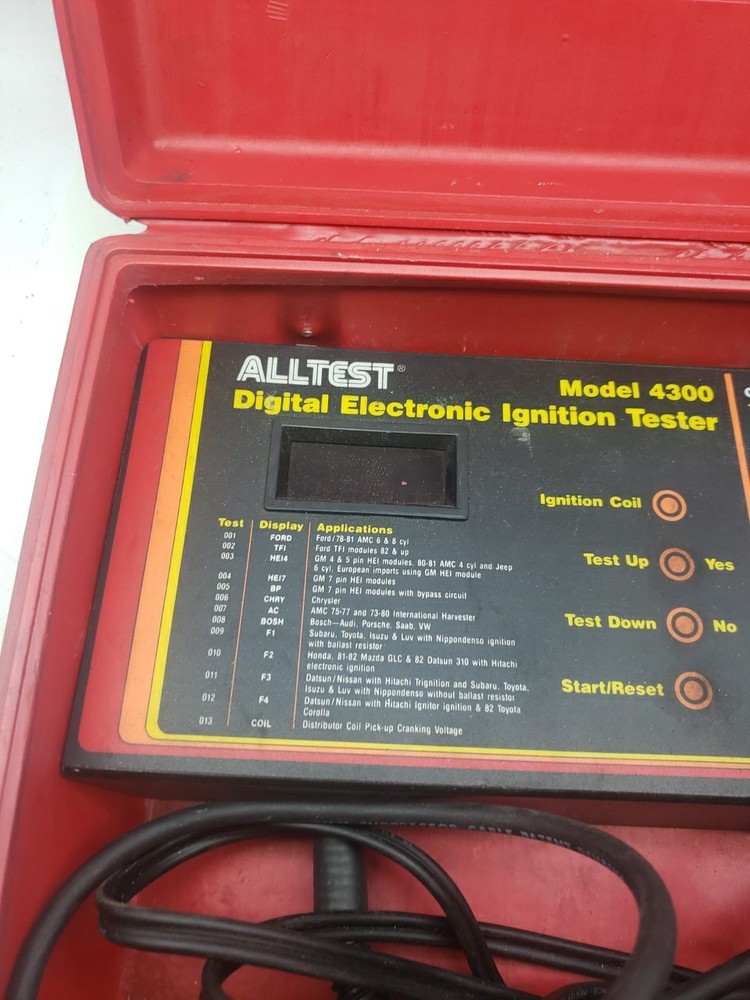 ALLTEST®
Model 4300
Digital Electronic Ignition Tester
Ignition Coil
Test Up Yes
Test Down No
Start/Reset
Test Display Applications
001 FORD Ford/78-81 AMC 6 & 8 cyl
002 TFI Ford TFI modules 82 & up
003 HEI4 GM 4 & 5 pin HEI modules, 80-81 AMC 4 cyl and Jeep
6 cyl, European imports using GM HEI module
004 HEI7 GM 7 pin HEI modules
005 BP GM 7 pin HEI modules with bypass circuit
006 CHRY Chrysler
007 AC AMC 75-77 and 73-80 International Harvester
008 BOSH Bosch—Audi, Porsche, Saab, VW
009 F1 Subaru, Toyota, Isuzu & Luv with Nippondenso ignition
with ballast resistor
010 F2 Honda, 81-82 Mazda GLC & 82 Datsun 310 with Hitachi
electronic ignition
011 F3 Datsun/Nissan with Hitachi Trignition and Subaru, Toyota,
Isuzu & Luv with Nippondenso without ballast resistor
012 F4 Datsun/Nissan with Hitachi Ignitor ignition & 82 Toyota
Corolla
013 COIL Distributor Coil Pick-up Cranking Voltage
CABLE PATENT